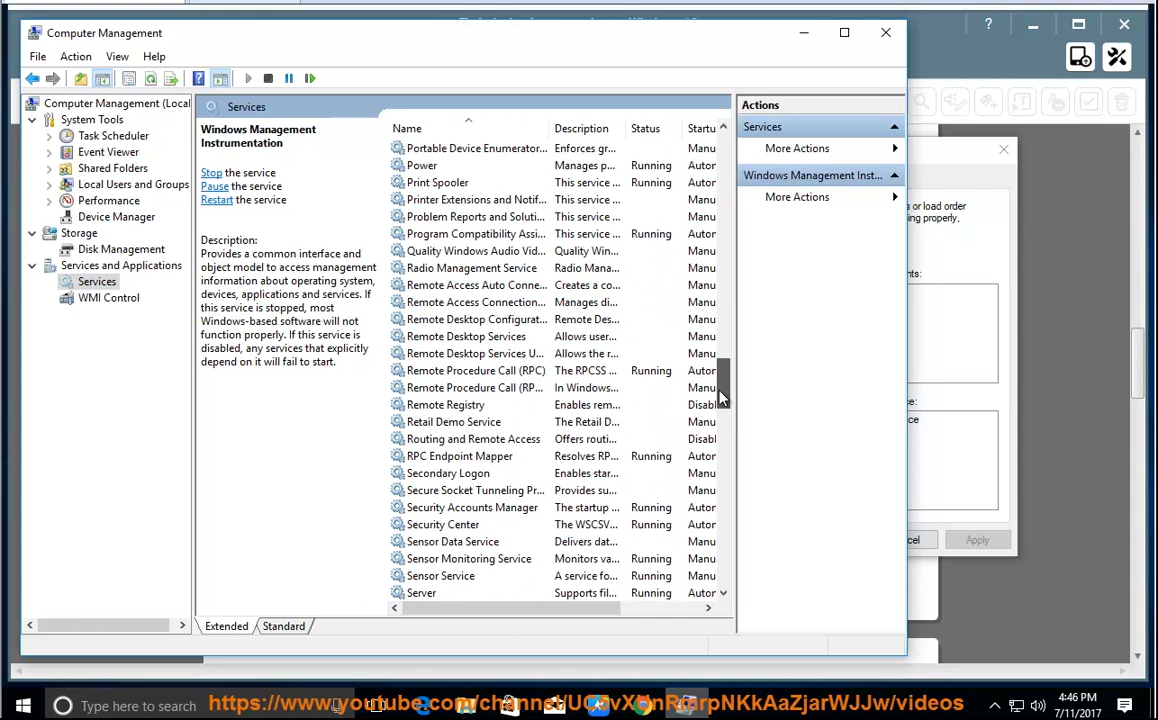 Computer Management
File Action View Help
Computer Management (Local
System Tools
Task Scheduler
Event Viewer
Shared Folders
Local Users and Groups
Performance
Device Manager
Storage
Disk Management
Services and Applications
Services
WMI Control
Services
Windows Management
Instrumentation
Stop the service
Pause the service
Restart the service
Description:
Provides a common interface and
object model to access management
information about operating system,
devices, applications and services. If
this service is stopped, most
Windows-based software will not
function properly. If this service is
disabled, any services that explicitly
depend on it will fail to start.
Name Description Status Startu
Portable Device Enumerator... Enforces gr... Manu
Power Manages p... Running Autor
Print Spooler This service ... Running Autor
Printer Extensions and Notif... This service ... Manu
Problem Reports and Soluti... This service ... Manu
Program Compatibility Assi... This service ... Running Autor
Quality Windows Audio Vid... Quality Win... Manu
Radio Management Service Radio Mana... Manu
Remote Access Auto Conne... Creates a co... Manu
Remote Access Connection... Manages di... Manu
Remote Desktop Configurat... Remote Des... Manu
Remote Desktop Services Allows user... Manu
Remote Desktop Services U... Allows the r... Manu
Remote Procedure Call (RPC) The RPCSS ... Running Autor
Remote Procedure Call (RP... In Windows... Manu
Remote Registry Enables rem... Disabl
Retail Demo Service The Retail D... Manu
Routing and Remote Access Offers routi... Disabl
RPC Endpoint Mapper Resolves RP... Running Autor
Secondary Logon Enables star... Manu
Secure Socket Tunneling Pr... Provides su... Manu
Security Accounts Manager The startup ... Running Autor
Security Center The WSCSV... Running Autor
Sensor Data Service Delivers dat... Manu
Sensor Monitoring Service Monitors va... Running Manu
Sensor Service A service fo... Running Manu
Server Supports fil... Running Autor
Extended Standard
Actions
Services
More Actions
Windows Management Inst...
More Actions
?
s or load order
ing properly,
nts:
ce:
ce
cel Apply
Type here to search
4:46 PM
7/11/2017